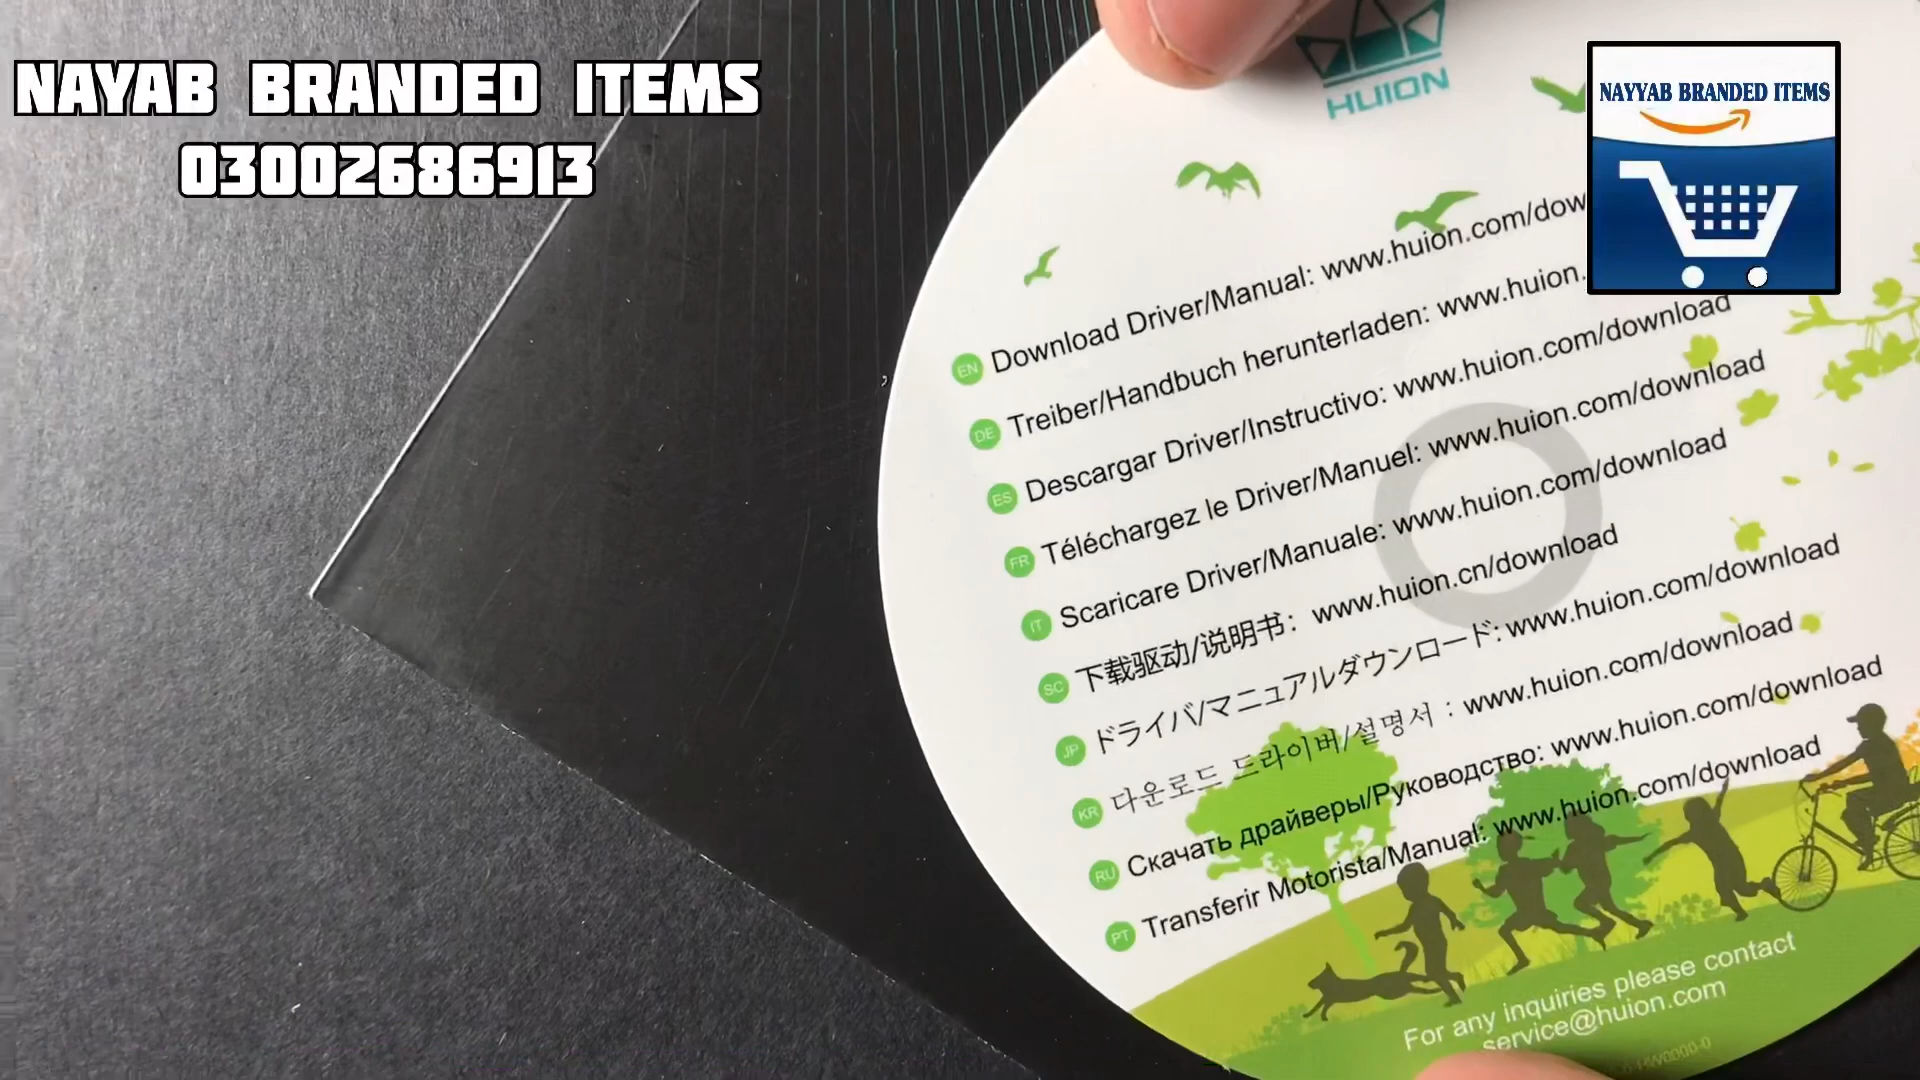 NAYAB BRANDED ITEMS
03002686913
NAYYAB BRANDED ITEMS
HUION
EN Download Driver/Manual: www.huion.com/dow
DE Treiber/Handbuch herunterladen: www.huion.
ES Descargar Driver/Instructivo: www.huion.com/download
FR Téléchargez le Driver/Manuel: www.huion.com/download
IT Scaricare Driver/Manuale: www.huion.com/download
SC 下载驱动/说明书：www.huion.cn/download
JP ドライバ/マニュアルダウンロード: www.huion.com/download
KR 다운로드 드라이버/설명서 : www.huion.com/download
RU Скачать драйверы/Руководство: www.huion.com/download
PT Transferir Motorista/Manual: www.huion.com/download
For any inquiries please contact
service@huion.com